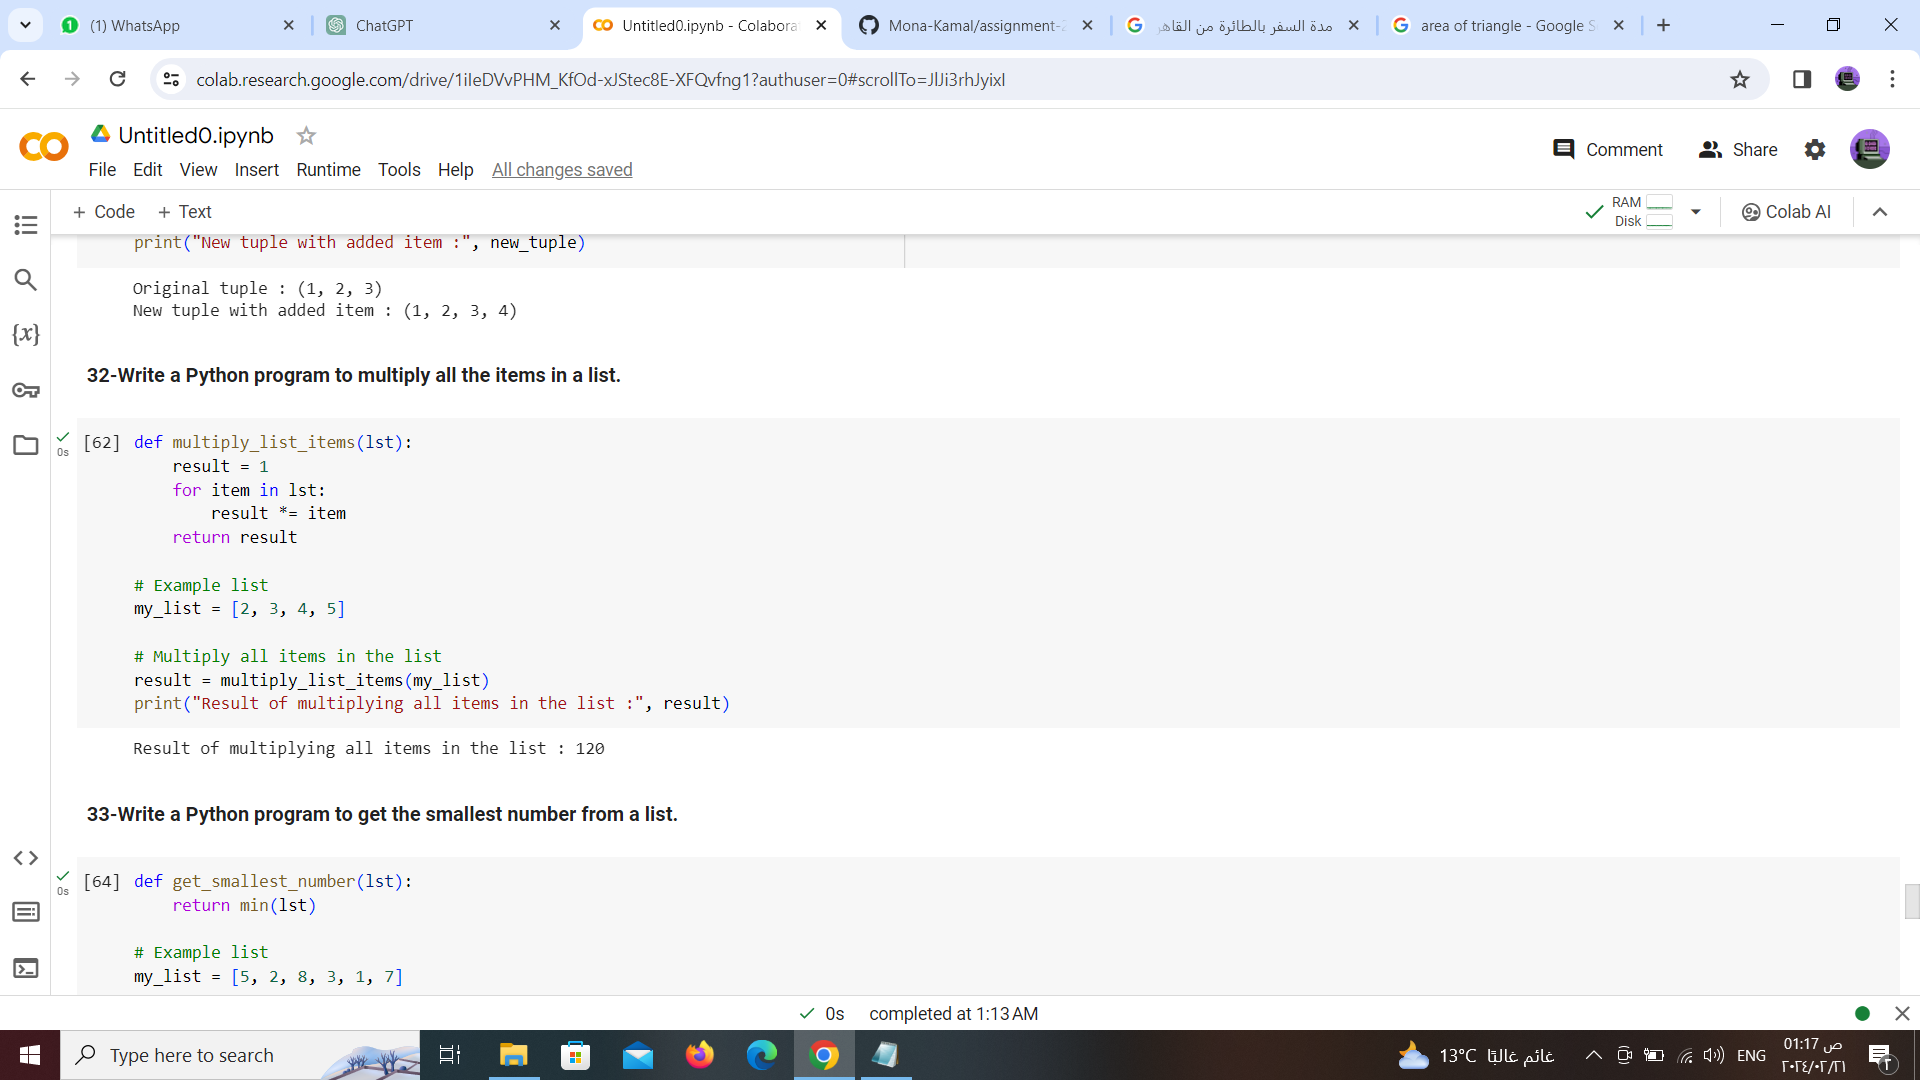 (1) WhatsApp
ChatGPT
Untitled0.ipynb - Colabora
Mona-Kamal/assignment-2
مدة السفر بالطائرة من القاهر
area of triangle - Google S
colab.research.google.com/drive/1iIeDVvPHM_KfOd-xJStec8E-XFQvfng1?authuser=0#scrollTo=JlJi3rhJyixI
Untitled0.ipynb
File Edit View Insert Runtime Tools Help All changes saved
Comment Share
+ Code + Text
RAM
Disk
Colab AI
print("New tuple with added item :", new_tuple)
Original tuple : (1, 2, 3)
New tuple with added item : (1, 2, 3, 4)
32-Write a Python program to multiply all the items in a list.
0s
[62] def multiply_list_items(lst):
result = 1
for item in lst:
result *= item
return result
# Example list
my_list = [2, 3, 4, 5]
# Multiply all items in the list
result = multiply_list_items(my_list)
print("Result of multiplying all items in the list :", result)
Result of multiplying all items in the list : 120
33-Write a Python program to get the smallest number from a list.
0s
[64] def get_smallest_number(lst):
return min(lst)
# Example list
my_list = [5, 2, 8, 3, 1, 7]
0s completed at 1:13 AM
Type here to search
13°C غائم غالبًا
ENG
01:17 ص
٢٠٢٤/٠٢/٢١
٢